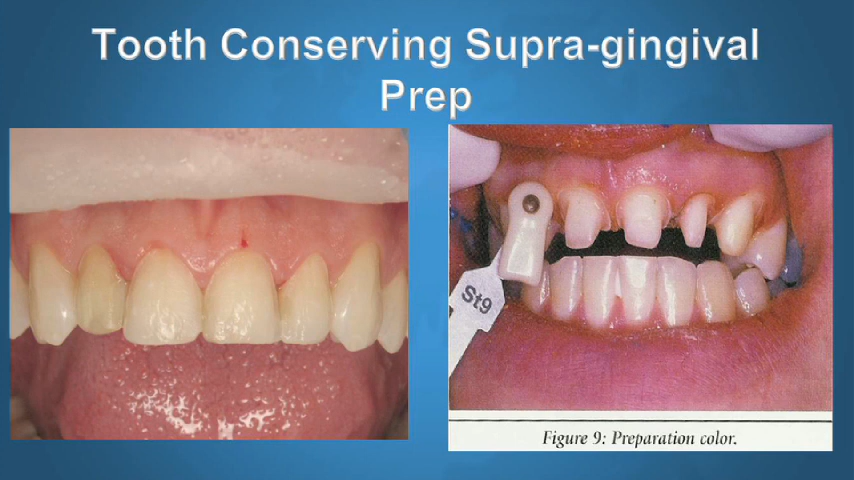 Tooth Conserving Supra-gingival
Prep
St9
Figure 9: Preparation color.